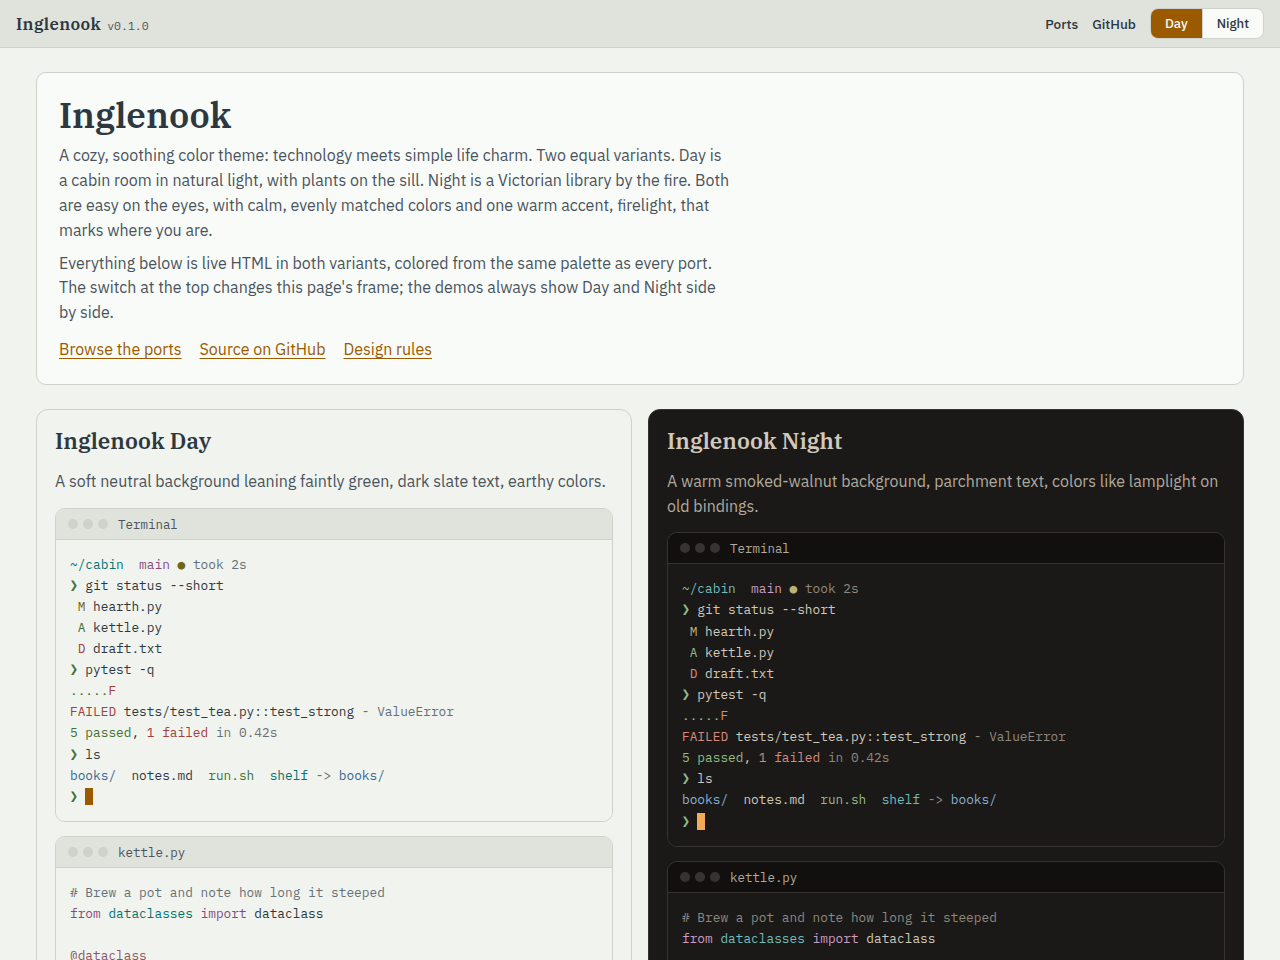 Inglenook v0.1.0
Ports GitHub Day Night
Inglenook
A cozy, soothing color theme: technology meets simple life charm. Two equal variants. Day is
a cabin room in natural light, with plants on the sill. Night is a Victorian library by the fire. Both
are easy on the eyes, with calm, evenly matched colors and one warm accent, firelight, that
marks where you are.
Everything below is live HTML in both variants, colored from the same palette as every port.
The switch at the top changes this page's frame; the demos always show Day and Night side
by side.
Browse the ports Source on GitHub Design rules
Inglenook Day
A soft neutral background leaning faintly green, dark slate text, earthy colors.
Terminal
~/cabin main ● took 2s
❯ git status --short
M hearth.py
A kettle.py
D draft.txt
❯ pytest -q
.....F
FAILED tests/test_tea.py::test_strong - ValueError
5 passed, 1 failed in 0.42s
❯ ls
books/ notes.md run.sh shelf -> books/
❯
kettle.py
# Brew a pot and note how long it steeped
from dataclasses import dataclass
@dataclass
Inglenook Night
A warm smoked-walnut background, parchment text, colors like lamplight on
old bindings.
Terminal
~/cabin main ● took 2s
❯ git status --short
M hearth.py
A kettle.py
D draft.txt
❯ pytest -q
.....F
FAILED tests/test_tea.py::test_strong - ValueError
5 passed, 1 failed in 0.42s
❯ ls
books/ notes.md run.sh shelf -> books/
❯
kettle.py
# Brew a pot and note how long it steeped
from dataclasses import dataclass